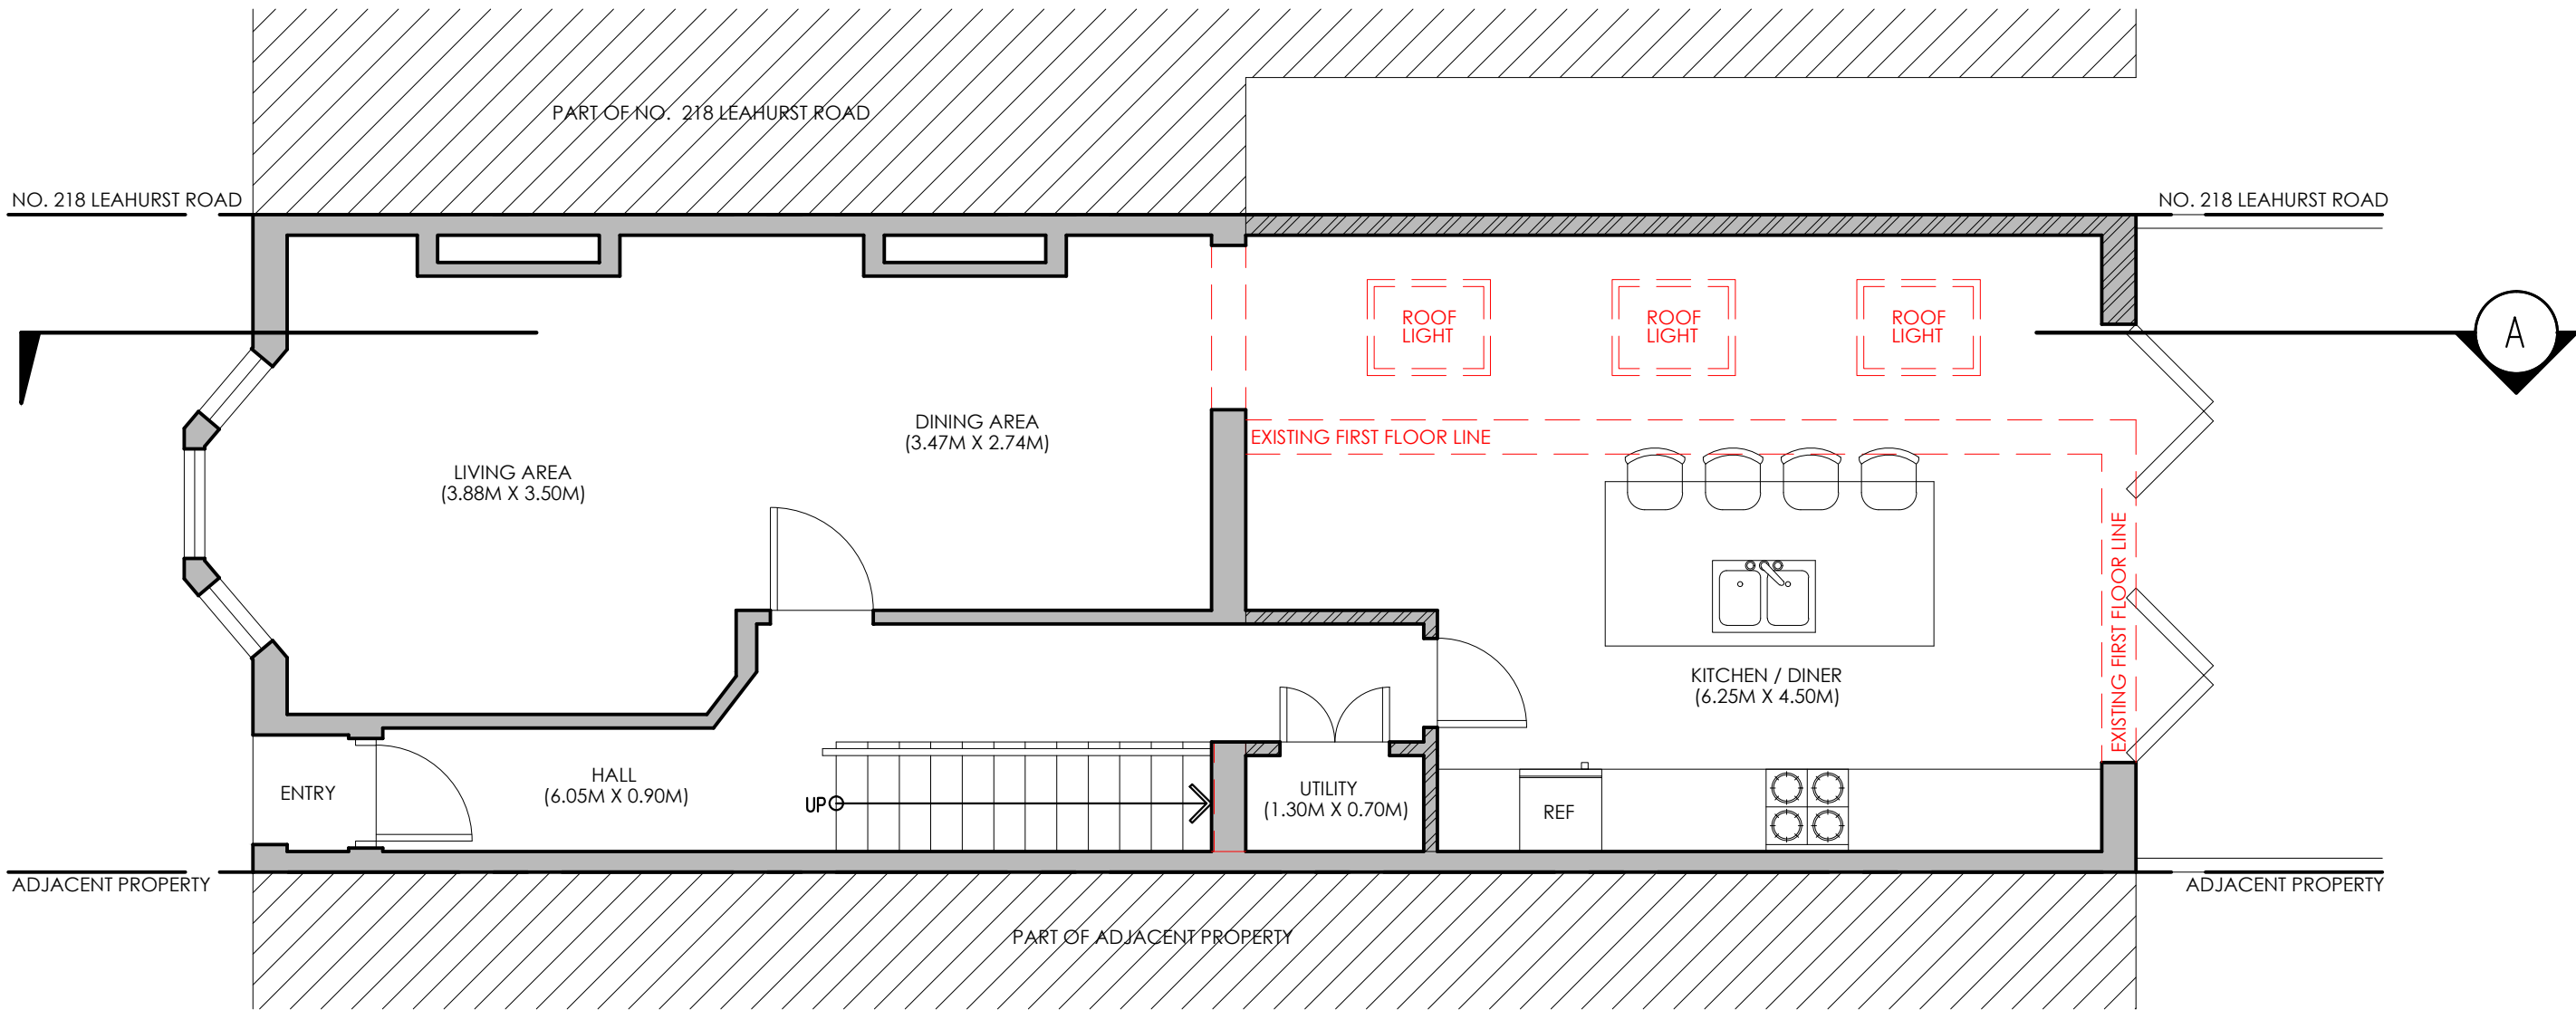 PART OF NO. 218 LEAHURST ROAD
NO. 218 LEAHURST ROAD
NO. 218 LEAHURST ROAD
ROOF
LIGHT
ROOF
LIGHT
ROOF
LIGHT
A
DINING AREA
(3.47M X 2.74M)
EXISTING FIRST FLOOR LINE
LIVING AREA
(3.88M X 3.50M)
EXISTING FIRST FLOOR LINE
KITCHEN / DINER
(6.25M X 4.50M)
HALL
(6.05M X 0.90M)
ENTRY
UP
UTILITY
(1.30M X 0.70M)
REF
ADJACENT PROPERTY
ADJACENT PROPERTY
PART OF ADJACENT PROPERTY